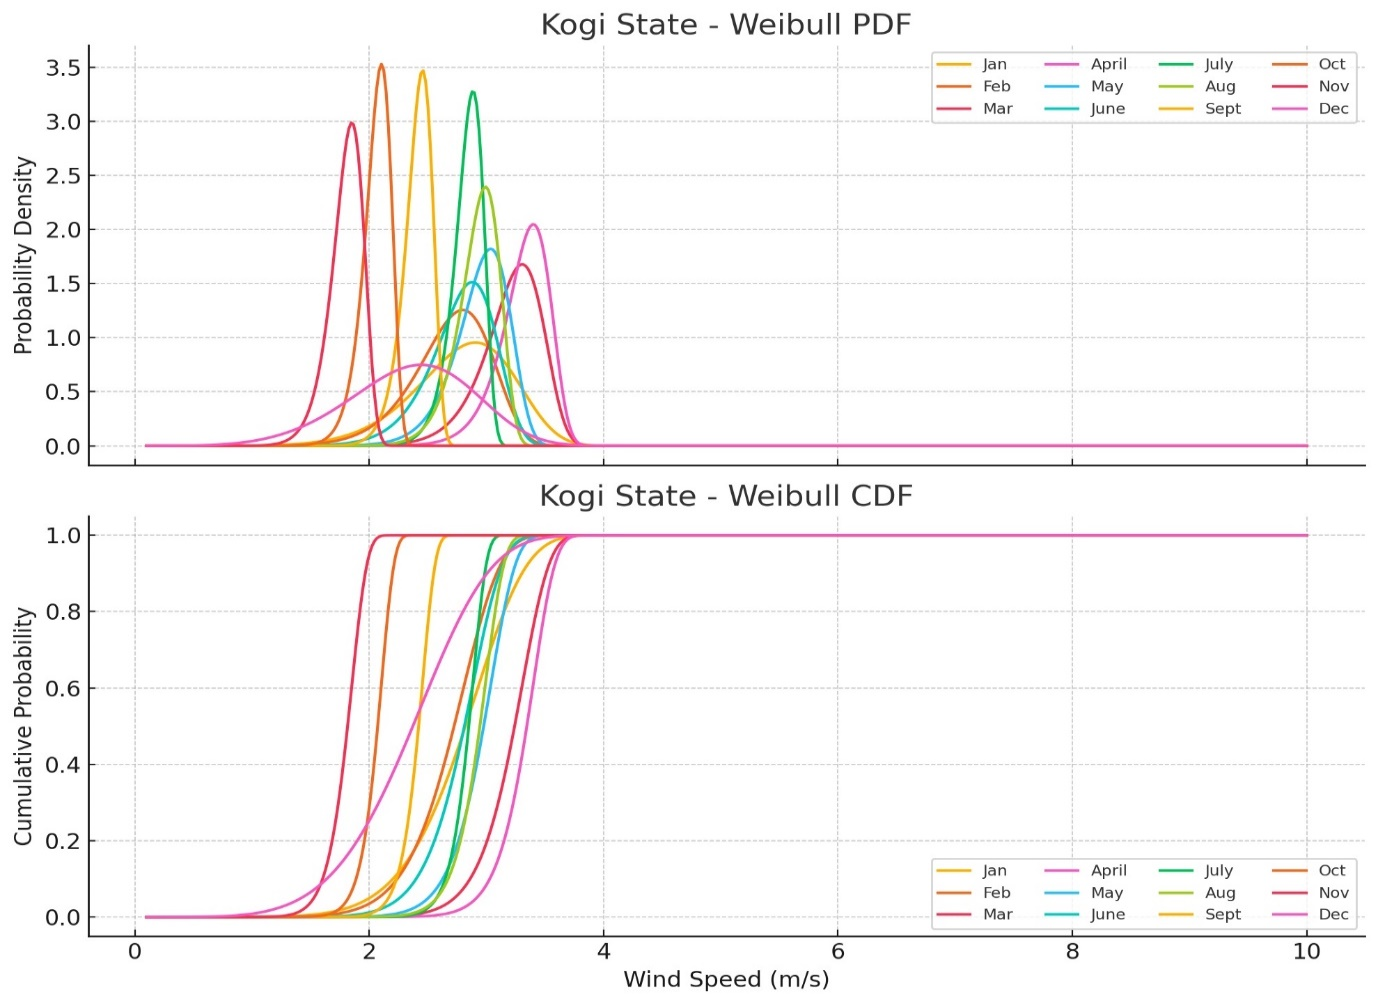 Kogi State - Weibull PDF
Probability Density
3.5
3.0
2.5
2.0
1.5
1.0
0.5
0.0
Jan April July Oct
Feb May Aug Nov
Mar June Sept Dec
Kogi State - Weibull CDF
Cumulative Probability
1.0
0.8
0.6
0.4
0.2
0.0
Jan April July Oct
Feb May Aug Nov
Mar June Sept Dec
0 2 4 6 8 10
Wind Speed (m/s)